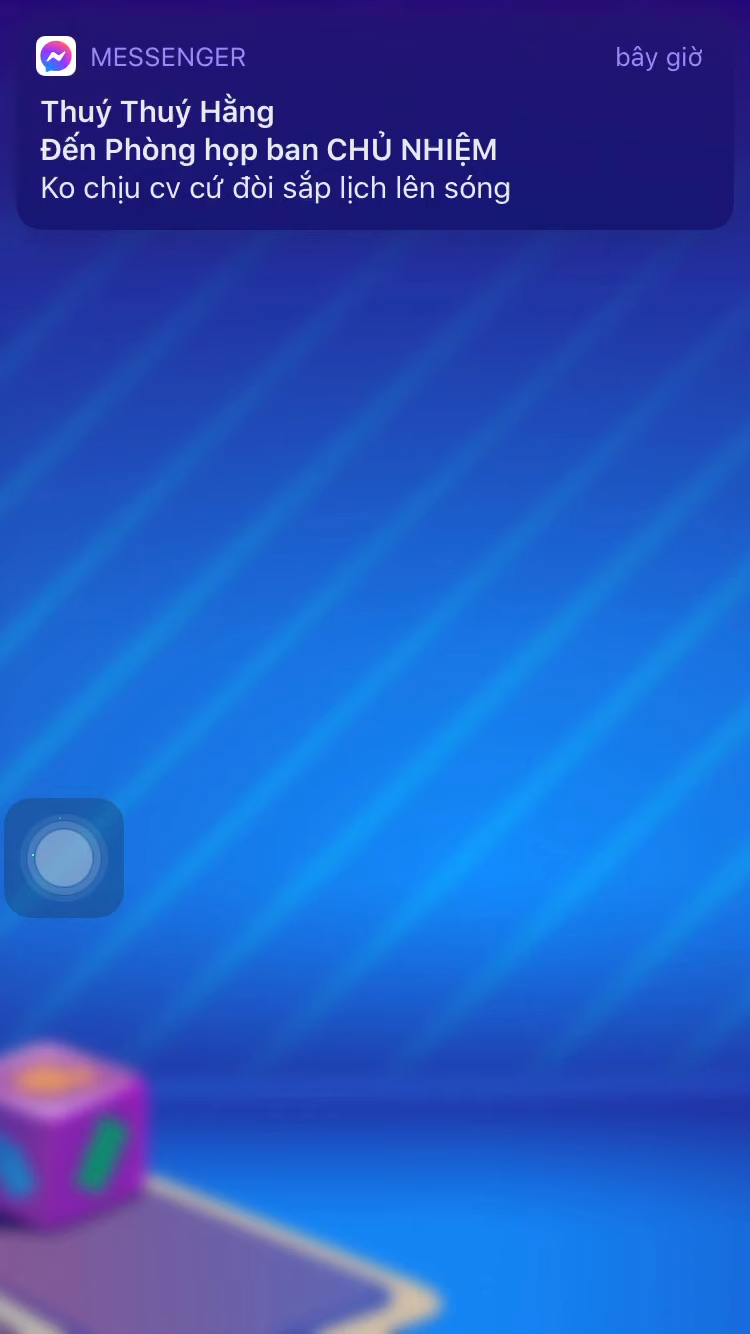 MESSENGER
bây giờ
Thuý Thuý Hằng
Đến Phòng họp ban CHỦ NHIỆM
Ko chịu cv cứ đòi sắp lịch lên sóng